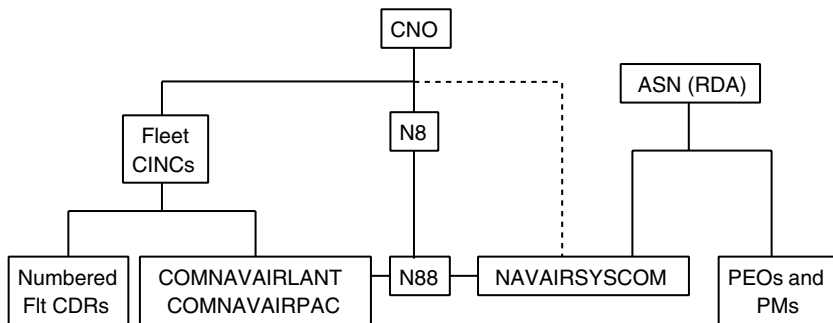 CNO
ASN (RDA)
Fleet
CINCs
N8
Numbered
Flt CDRs
COMNAVAIRLANT
COMNAVAIRPAC
N88
NAVAIRSYSCOM
PEOs and
PMs